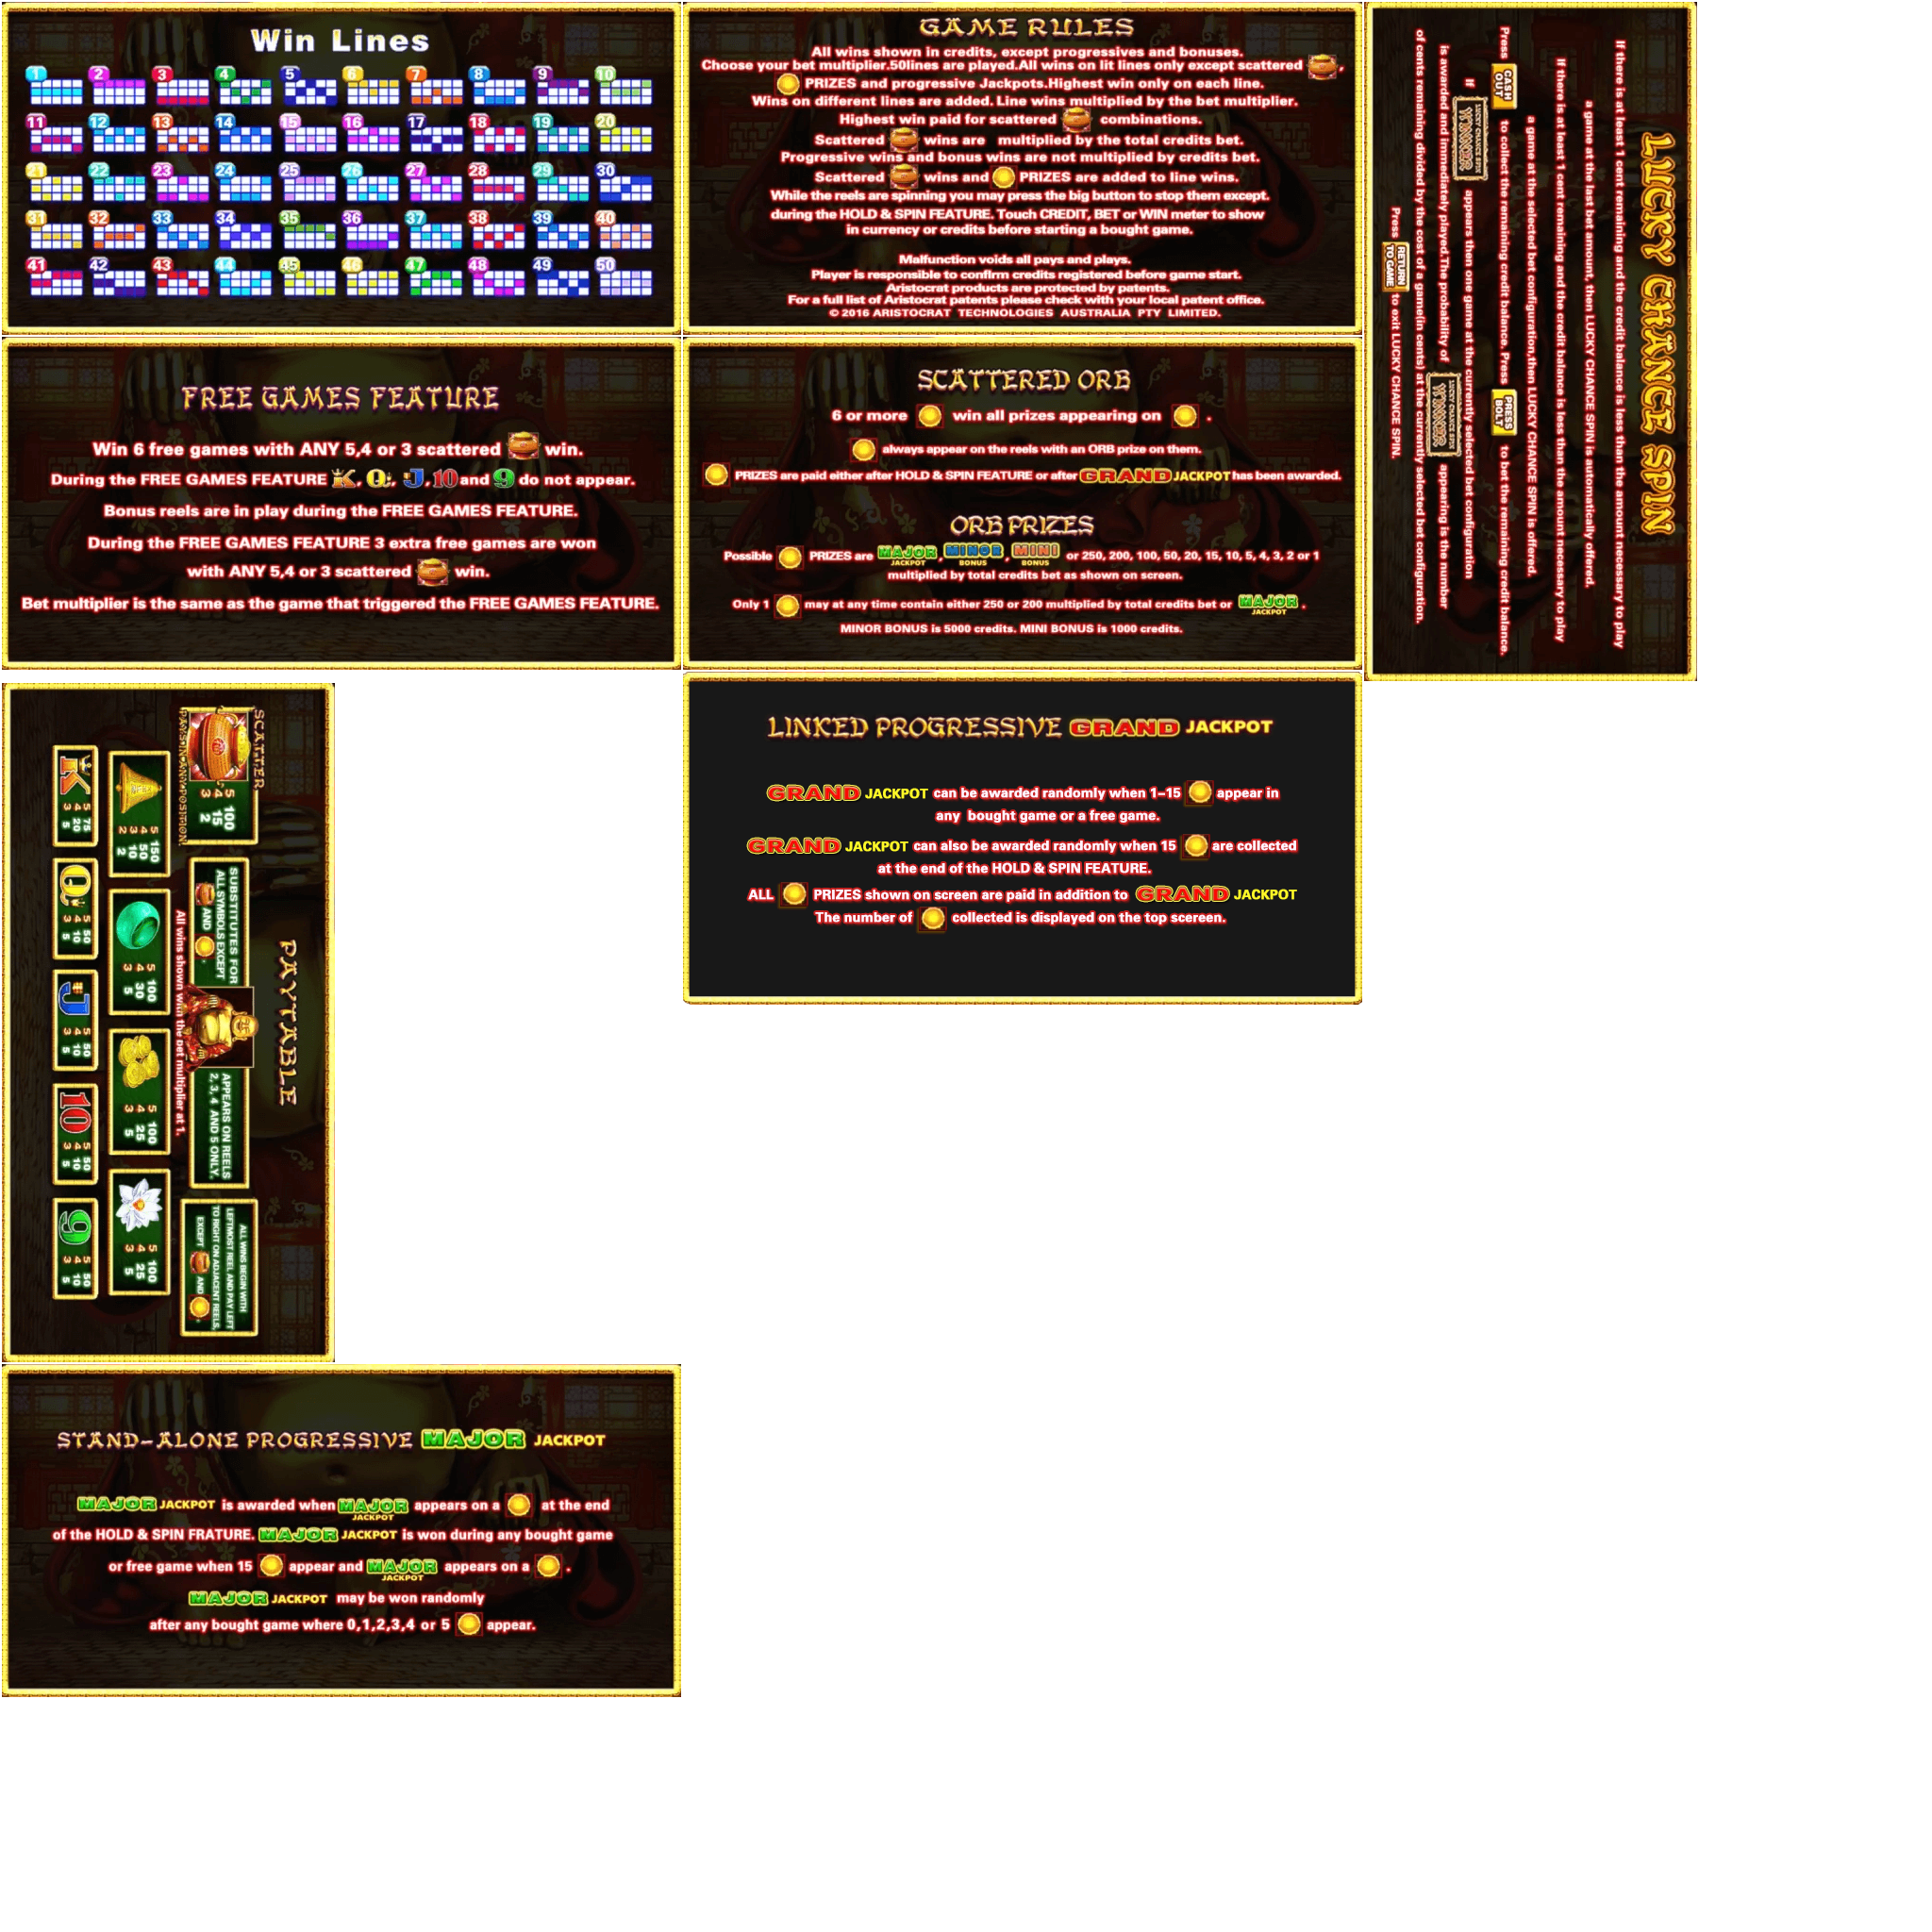 Win Lines
1 2 3 4 5 6 7 8 9 10
11 12 13 14 15 16 17 18 19 20
21 22 23 24 25 26 27 28 29 30
31 32 33 34 35 36 37 38 39 40
41 42 43 44 45 46 47 48 49 50
GAME RULES
All wins shown in credits, except progressives and bonuses.
Choose your bet multiplier.50lines are played.All wins on lit lines only except scattered ,
PRIZES and progressive Jackpots.Highest win only on each line.
Wins on different lines are added. Line wins multiplied by the bet multiplier.
Highest win paid for scattered combinations.
Scattered wins are multiplied by the total credits bet.
Progressive wins and bonus wins are not multiplied by credits bet.
Scattered wins and PRIZES are added to line wins.
While the reels are spinning you may press the big button to stop them except.
during the HOLD & SPIN FEATURE. Touch CREDIT, BET or WIN meter to show
in currency or credits before starting a bought game.
Malfunction voids all pays and plays.
Player is responsible to confirm credits registered before game start.
Aristocrat products are protected by patents.
For a full list of Aristocrat patents please check with your local patent office.
© 2016 ARISTOCRAT TECHNOLOGIES AUSTRALIA PTY LIMITED.
LUCKY CHANCE SPIN
If there is at least 1 cent remaining and the credit balance is less than the amount necessary to play
a game at the last bet amount, then LUCKY CHANCE SPIN is automatically offered.
If there is at least 1 cent remaining and the credit balance is less than the amount necessary to play
a game at the selected bet configuration,then LUCKY CHANCE SPIN is offered.
Press CASH OUT to collect the remaining credit balance. Press PRESS BOLT to bet the remaining credit balance.
If LUCKY CHANCE SPIN WINNER appears then one game at the currently selected bet configuration
is awarded and immediately played.The probability of LUCKY CHANCE SPIN WINNER appearing is the number
of cents remaining divided by the cost of a game(in cents) at the currently selected bet configuration.
Press RETURN TO GAME to exit LUCKY CHANCE SPIN.
FREE GAMES FEATURE
Win 6 free games with ANY 5,4 or 3 scattered win.
During the FREE GAMES FEATURE K, Q, J, 10 and 9 do not appear.
Bonus reels are in play during the FREE GAMES FEATURE.
During the FREE GAMES FEATURE 3 extra free games are won
with ANY 5,4 or 3 scattered win.
Bet multiplier is the same as the game that triggered the FREE GAMES FEATURE.
SCATTERED ORB
6 or more win all prizes appearing on .
always appear on the reels with an ORB prize on them.
PRIZES are paid either after HOLD & SPIN FEATURE or after GRAND JACKPOT has been awarded.
ORB PRIZES
Possible PRIZES are MAJOR JACKPOT, MINOR BONUS, MINI BONUS or 250, 200, 100, 50, 20, 15, 10, 5, 4, 3, 2 or 1
multiplied by total credits bet as shown on screen.
Only 1 may at any time contain either 250 or 200 multiplied by total credits bet or MAJOR JACKPOT .
MINOR BONUS is 5000 credits. MINI BONUS is 1000 credits.
PAYTABLE
SCATTER
5 100
4 15
3 2
PAYS IN ANY POSITION
SUBSTITUTES FOR
ALL SYMBOLS EXCEPT
AND .
APPEARS ON REELS
2, 3, 4 AND 5 ONLY.
ALL WINS BEGIN WITH
LEFTMOST REEL AND PAY LEFT
TO RIGHT ON ADJACENT REELS,
EXCEPT AND .
All wins shown with the bet multiplier at 1.
5 150
4 50
3 10
2 2
5 100
4 30
3 5
5 100
4 25
3 5
5 100
4 25
3 5
K 5 75
4 20
3 5
Q 5 50
4 10
3 5
J 5 50
4 10
3 5
10 5 50
4 10
3 5
9 5 50
4 10
3 5
LINKED PROGRESSIVE GRAND JACKPOT
GRAND JACKPOT can be awarded randomly when 1-15 appear in
any bought game or a free game.
GRAND JACKPOT can also be awarded randomly when 15 are collected
at the end of the HOLD & SPIN FEATURE.
ALL PRIZES shown on screen are paid in addition to GRAND JACKPOT
The number of collected is displayed on the top scereen.
STAND-ALONE PROGRESSIVE MAJOR JACKPOT
MAJOR JACKPOT is awarded when MAJOR JACKPOT appears on a at the end
of the HOLD & SPIN FRATURE. MAJOR JACKPOT is won during any bought game
or free game when 15 appear and MAJOR JACKPOT appears on a .
MAJOR JACKPOT may be won randomly
after any bought game where 0,1,2,3,4 or 5 appear.